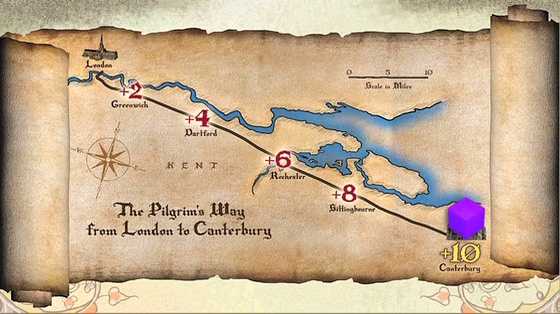 London
0 5 10
Scale in Miles
+2
Greenwich
+4
Dartford
KENT
+6
Rochester
+8
Sittingbourne
The Pilgrim's Way
from London to Canterbury
+10
Canterbury